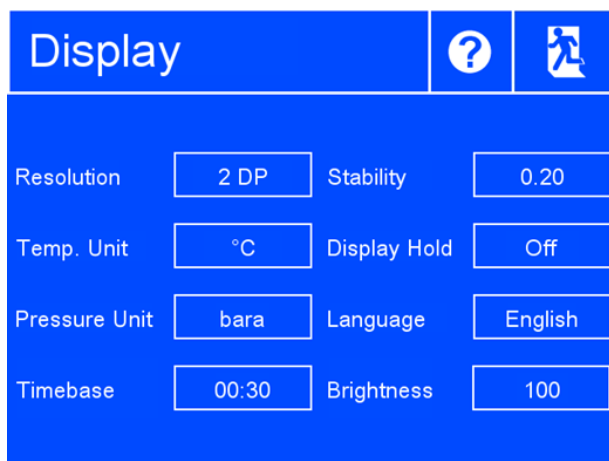 Display ?
Resolution 2 DP Stability 0.20
Temp. Unit °C Display Hold Off
Pressure Unit bara Language English
Timebase 00:30 Brightness 100